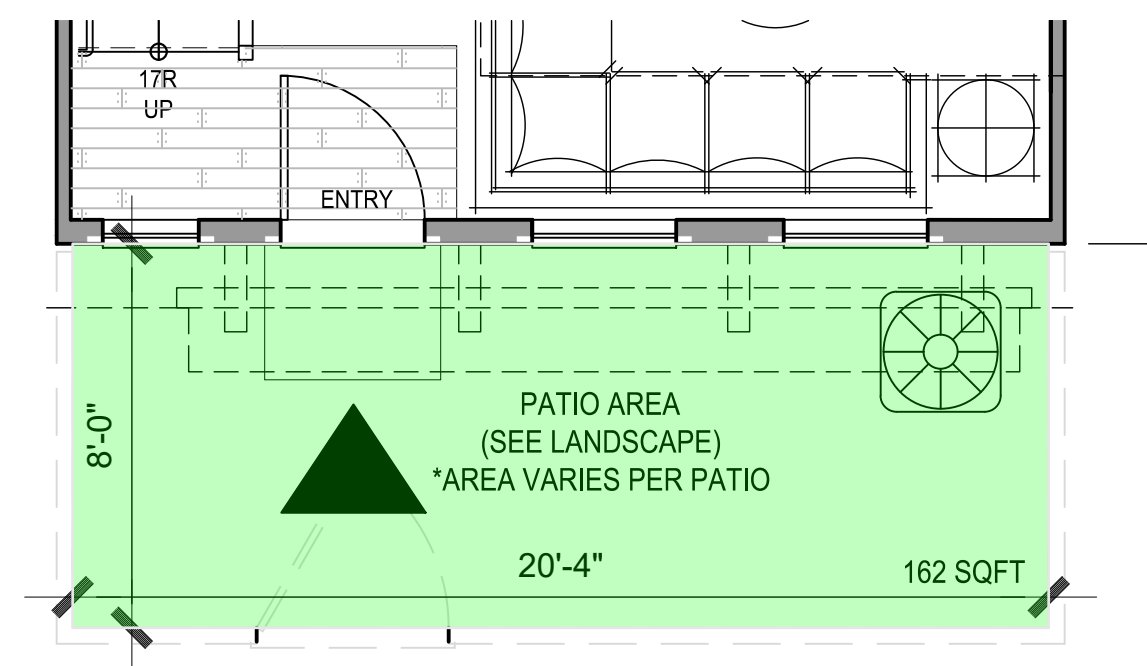 17R
UP
ENTRY
8'-0"
PATIO AREA
(SEE LANDSCAPE)
*AREA VARIES PER PATIO
20'-4"
162 SQFT